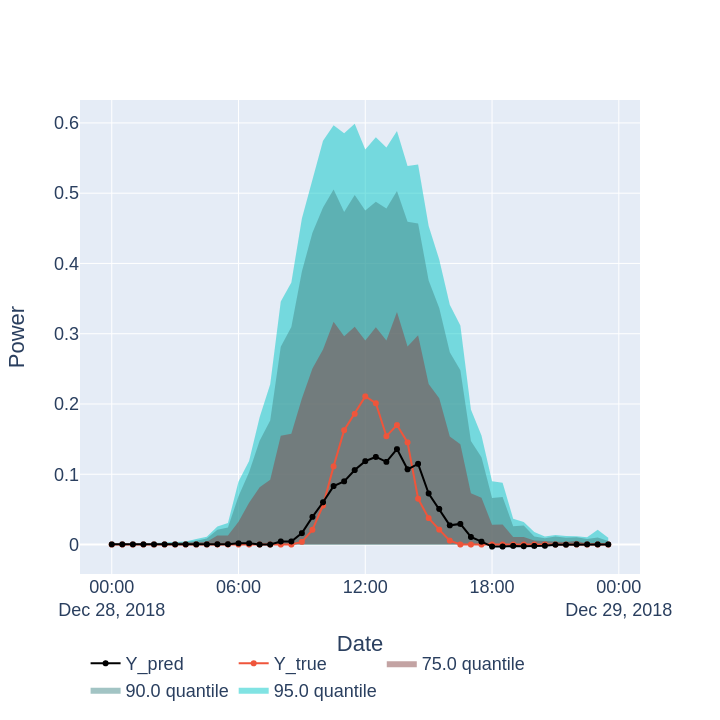 0.6
0.5
0.4
0.3
0.2
0.1
0
Power
00:00 06:00 12:00 18:00 00:00
Dec 28, 2018 Dec 29, 2018
Date
Y_pred Y_true 75.0 quantile
90.0 quantile 95.0 quantile